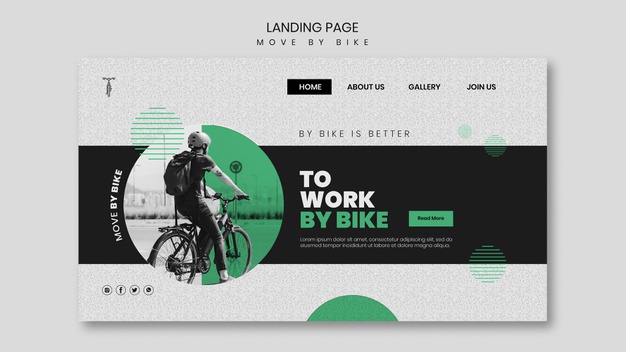 LANDING PAGE
MOVE BY BIKE
HOME ABOUT US GALLERY JOIN US
BY BIKE IS BETTER
MOVE BY BIKE
TO
WORK
BY BIKE
Read More
Lorem ipsum dolor sit amet, consectetur adipiscing elit, sed do eiusmod tempor incididunt ut labore et dolore magna aliqua.